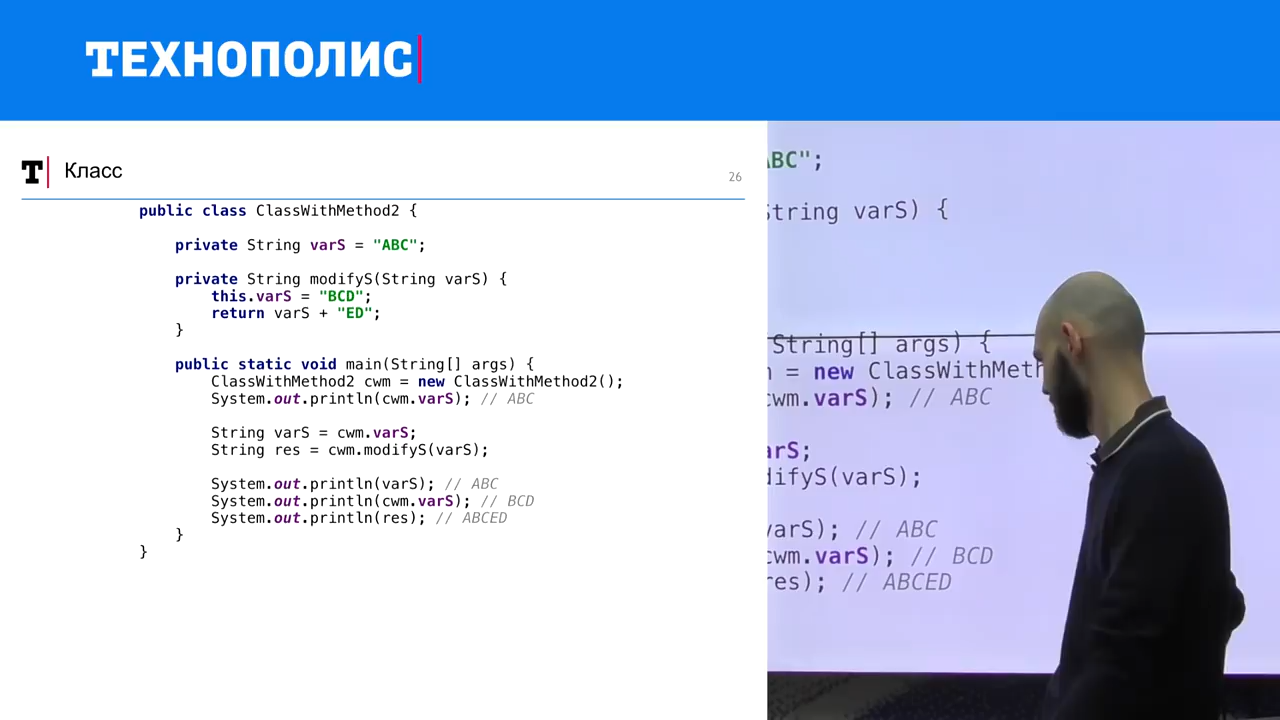 ТЕХНОПОЛИС
Т Класс
26
public class ClassWithMethod2 {
private String varS = "ABC";
private String modifyS(String varS) {
this.varS = "BCD";
return varS + "ED";
}
public static void main(String[] args) {
ClassWithMethod2 cwm = new ClassWithMethod2();
System.out.println(cwm.varS); // ABC
String varS = cwm.varS;
String res = cwm.modifyS(varS);
System.out.println(varS); // ABC
System.out.println(cwm.varS); // BCD
System.out.println(res); // ABCED
}
}
BC";
String varS) {
String[] args) {
= new ClassWithMeth
cwm.varS); // ABC
arS;
difyS(varS);
varS); // ABC
cwm.varS); // BCD
res); // ABCED